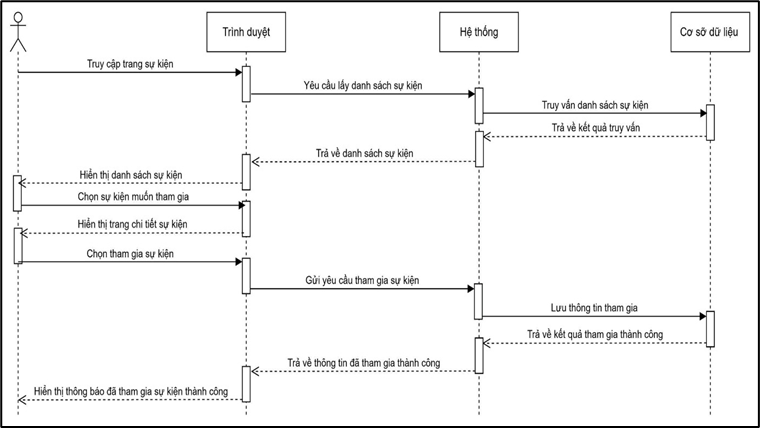 Trình duyệt
Hệ thống
Cơ sỡ dữ liệu
Truy cập trang sự kiện
Yêu cầu lấy danh sách sự kiện
Truy vấn danh sách sự kiện
Trả về kết quả truy vấn
Trả về danh sách sự kiện
Hiển thị danh sách sự kiện
Chọn sự kiện muốn tham gia
Hiển thị trang chi tiết sự kiện
Chọn tham gia sự kiện
Gửi yêu cầu tham gia sự kiện
Lưu thông tin tham gia
Trả về kết quả tham gia thành công
Trả về thông tin đã tham gia thành công
Hiển thị thông báo đã tham gia sự kiện thành công